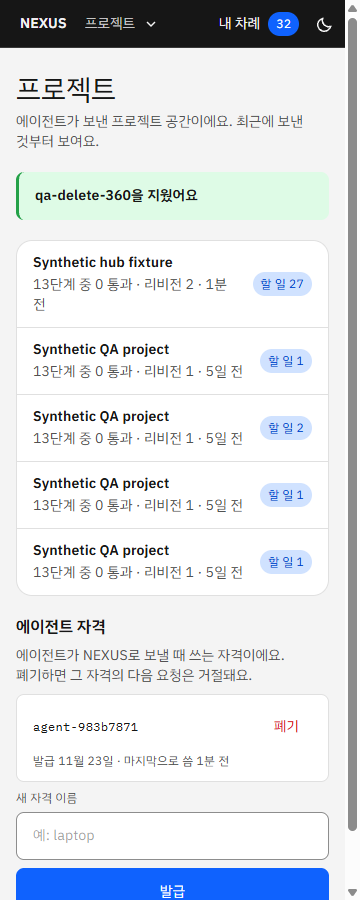 NEXUS 프로젝트 내 차례 32
프로젝트
에이전트가 보낸 프로젝트 공간이에요. 최근에 보낸
것부터 보여요.
qa-delete-360을 지웠어요
Synthetic hub fixture
13단계 중 0 통과 · 리비전 2 · 1분
전
할 일 27
Synthetic QA project
13단계 중 0 통과 · 리비전 1 · 5일 전
할 일 1
Synthetic QA project
13단계 중 0 통과 · 리비전 1 · 5일 전
할 일 2
Synthetic QA project
13단계 중 0 통과 · 리비전 1 · 5일 전
할 일 1
Synthetic QA project
13단계 중 0 통과 · 리비전 1 · 5일 전
할 일 1
에이전트 자격
에이전트가 NEXUS로 보낼 때 쓰는 자격이에요.
폐기하면 그 자격의 다음 요청은 거절돼요.
agent-983b7871 폐기
발급 11월 23일 · 마지막으로 씀 1분 전
새 자격 이름
예: laptop
발급